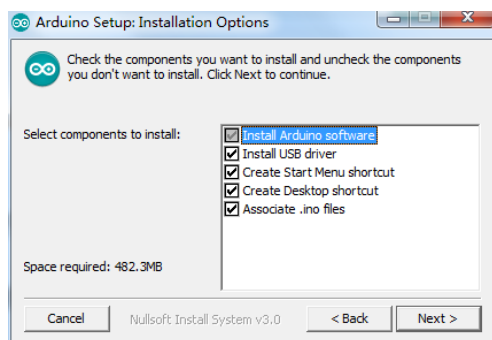 Arduino Setup: Installation Options
Check the components you want to install and uncheck the components
you don't want to install. Click Next to continue.
Select components to install:
Install Arduino software
Install USB driver
Create Start Menu shortcut
Create Desktop shortcut
Associate .ino files
Space required: 482.3MB
Cancel
Nullsoft Install System v3.0
< Back
Next >